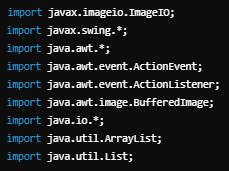 import javax.imageio.ImageIO;
import javax.swing.*;
import java.awt.*;
import java.awt.event.ActionEvent;
import java.awt.event.ActionListener;
import java.awt.image.BufferedImage;
import java.io.*;
import java.util.ArrayList;
import java.util.List;